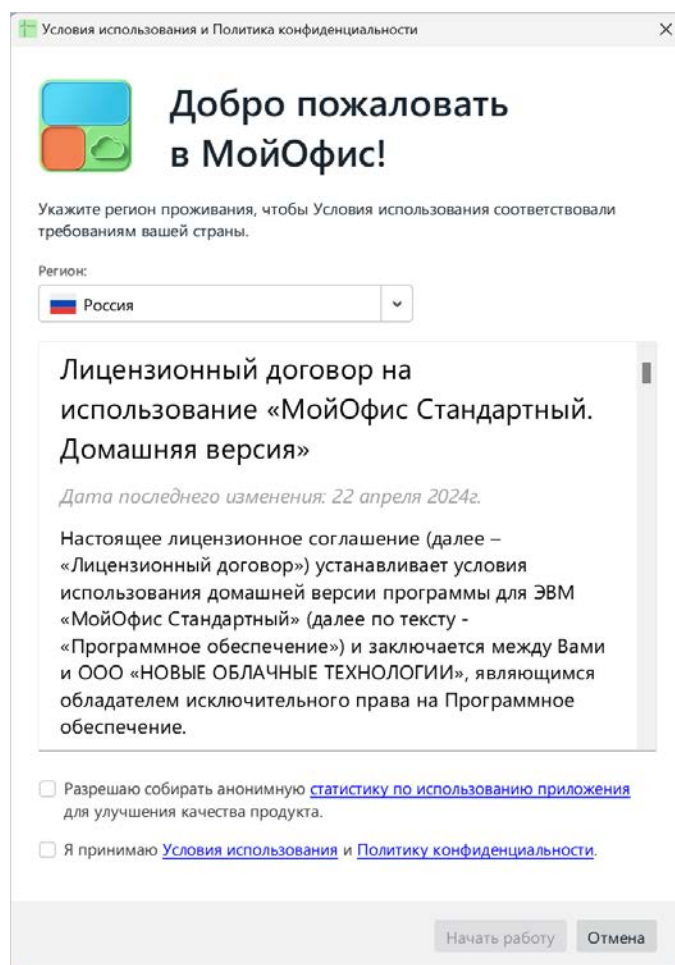 Условия использования и Политика конфиденциальности
Добро пожаловать
в МойОфис!
Укажите регион проживания, чтобы Условия использования соответствовали
требованиям вашей страны.
Регион:
Россия
Лицензионный договор на
использование «МойОфис Стандартный.
Домашняя версия»
Дата последнего изменения: 22 апреля 2024г.
Настоящее лицензионное соглашение (далее –
«Лицензионный договор») устанавливает условия
использования домашней версии программы для ЭВМ
«МойОфис Стандартный» (далее по тексту -
«Программное обеспечение») и заключается между Вами
и ООО «НОВЫЕ ОБЛАЧНЫЕ ТЕХНОЛОГИИ», являющимся
обладателем исключительного права на Программное
обеспечение.
Разрешаю собирать анонимную статистику по использованию приложения
для улучшения качества продукта.
Я принимаю Условия использования и Политику конфиденциальности.
Начать работу Отмена